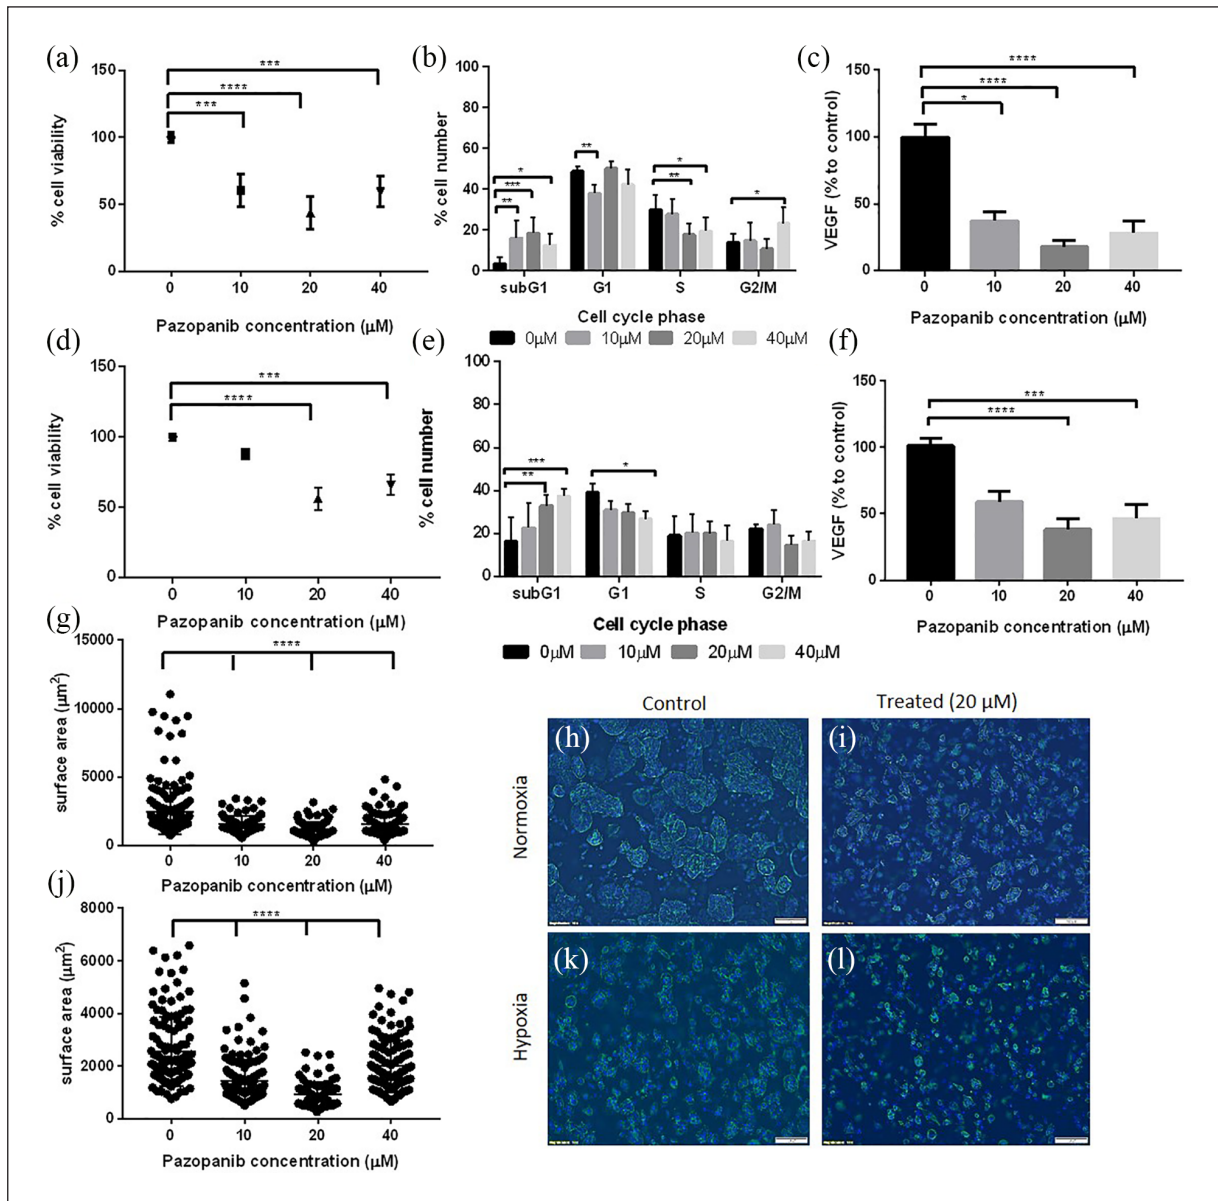 (a)
150
100
50
0
% cell viability
***
****
***
0 10 20 40
Pazopanib concentration (µM)
(b)
100
80
60
40
20
0
% cell number
*
***
**
**
*
**
*
subG1 G1 S G2/M
Cell cycle phase
0µM 10µM 20µM 40µM
(c)
150
100
50
0
VEGF (% to control)
****
****
*
0 10 20 40
Pazopanib concentration (µM)
(d)
150
100
50
0
% cell viability
***
****
0 10 20 40
Pazopanib concentration (µM)
(e)
100
80
60
40
20
0
% cell number
***
**
*
subG1 G1 S G2/M
Cell cycle phase
0µM 10µM 20µM 40µM
(f)
150
100
50
0
VEGF (% to control)
***
****
0 10 20 40
Pazopanib concentration (µM)
(g)
15000
10000
5000
0
surface area (µm²)
****
0 10 20 40
Pazopanib concentration (µM)
Control Treated (20 µM)
Normoxia
(h) (i)
(j)
8000
6000
4000
2000
0
surface area (µm²)
****
0 10 20 40
Pazopanib concentration (µM)
Hypoxia
(k) (l)